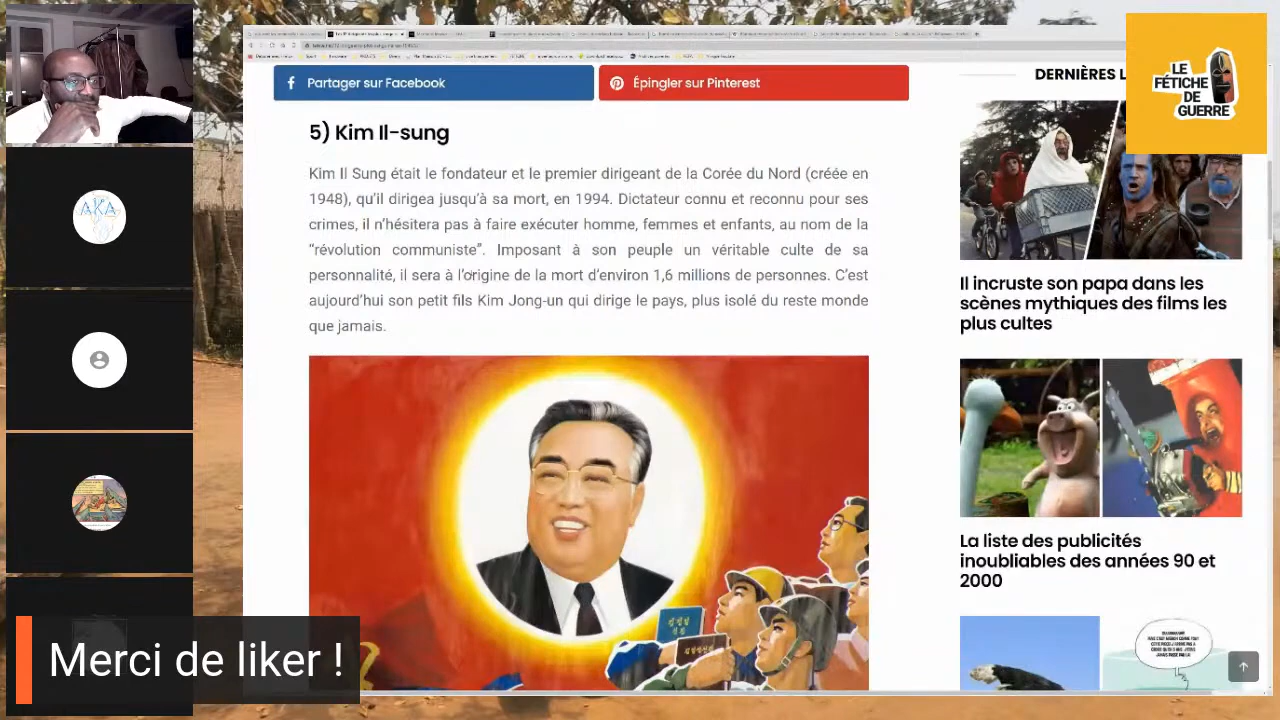 Partager sur Facebook
Épingler sur Pinterest
5) Kim Il-sung
Kim Il Sung était le fondateur et le premier dirigeant de la Corée du Nord (créée en
1948), qu'il dirigea jusqu'à sa mort, en 1994. Dictateur connu et reconnu pour ses
crimes, il n'hésitera pas à faire exécuter homme, femmes et enfants, au nom de la
“révolution communiste”. Imposant à son peuple un véritable culte de sa
personnalité, il sera à l'origine de la mort d'environ 1,6 millions de personnes. C'est
aujourd'hui son petit fils Kim Jong-un qui dirige le pays, plus isolé du reste monde
que jamais.
DERNIÈRES L
LE
FÉTICHE
DE
GUERRE
Il incruste son papa dans les
scènes mythiques des films les
plus cultes
La liste des publicités
inoubliables des années 90 et
2000
AKA
Merci de liker !